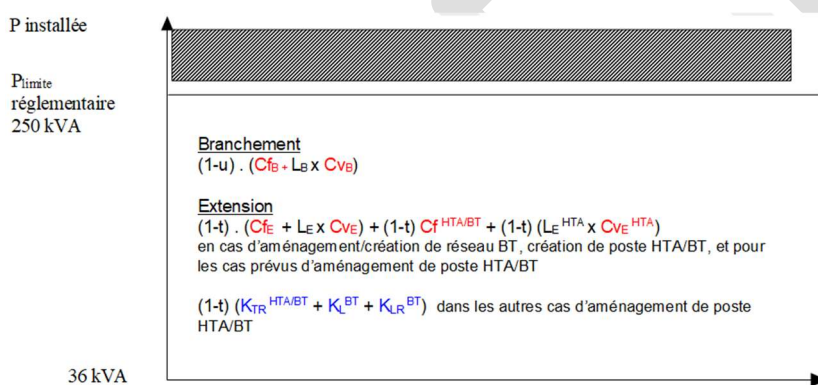 P installée
Plimite
réglementaire
250 kVA
Branchement
(1-u) . (CfB + LB x CvB)
Extension
(1-t) . (CfE + LE x CvE) + (1-t) Cf HTA/BT + (1-t) (LE HTA x CvE HTA)
en cas d'aménagement/création de réseau BT, création de poste HTA/BT, et pour
les cas prévus d'aménagement de poste HTA/BT
(1-t) (KTR HTA/BT + KL BT + KLR BT) dans les autres cas d'aménagement de poste
HTA/BT
36 kVA